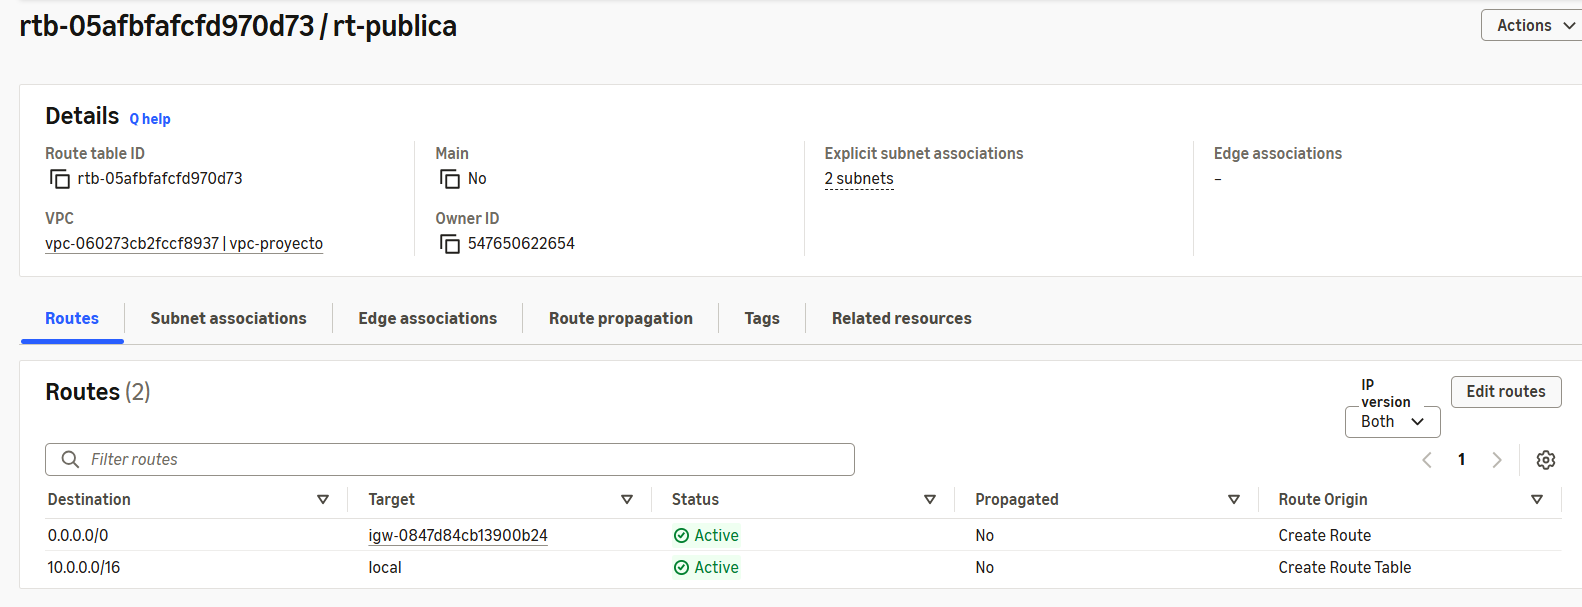 rtb-05afbfafcfd970d73 / rt-publica
Actions
Details Q help
Route table ID
rtb-05afbfafcfd970d73
Main
No
Explicit subnet associations
2 subnets
Edge associations
–
VPC
vpc-060273cb2fccf8937 | vpc-proyecto
Owner ID
547650622654
Routes Subnet associations Edge associations Route propagation Tags Related resources
Routes (2)
IP version
Both
Edit routes
Filter routes
1
Destination Target Status Propagated Route Origin
0.0.0.0/0 igw-0847d84cb13900b24 Active No Create Route
10.0.0.0/16 local Active No Create Route Table